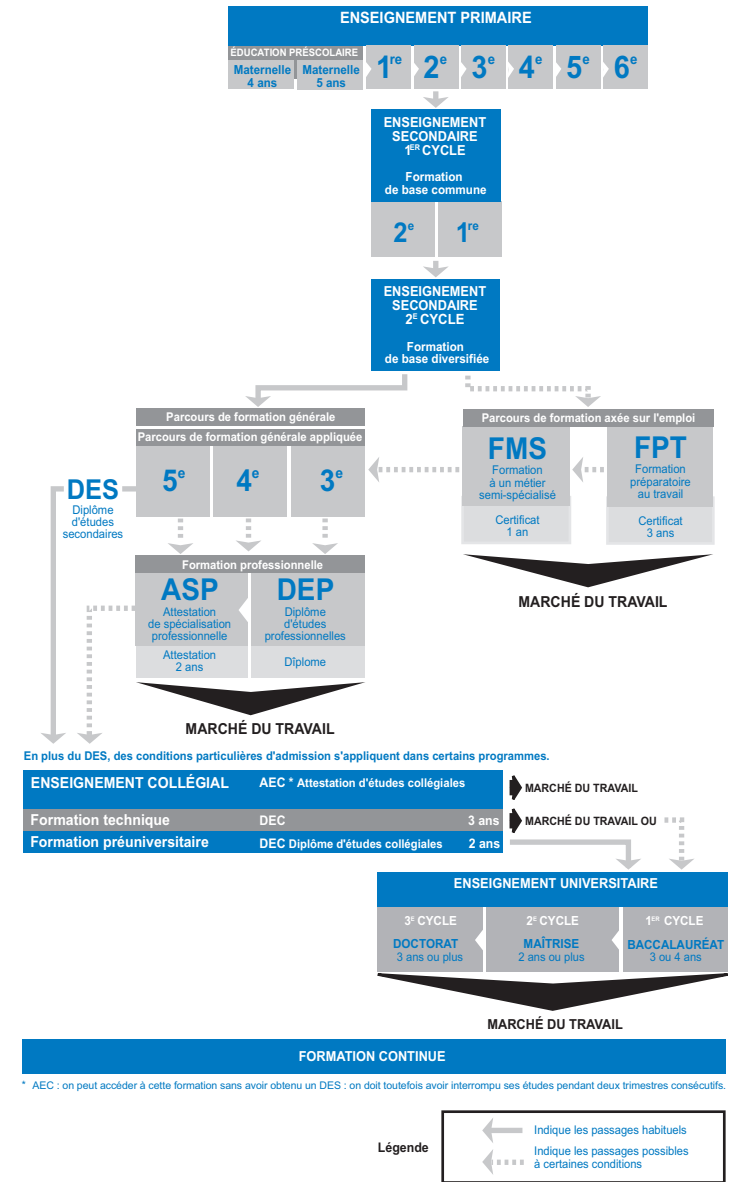 ENSEIGNEMENT PRIMAIRE
ÉDUCATION PRÉSCOLAIRE
Maternelle
4 ans
Maternelle
5 ans
1re
2e
3e
4e
5e
6e
ENSEIGNEMENT
SECONDAIRE
1ER CYCLE
Formation
de base commune
2e
1re
ENSEIGNEMENT
SECONDAIRE
2E CYCLE
Formation
de base diversifiée
Parcours de formation générale
Parcours de formation générale appliquée
5e
4e
3e
Parcours de formation axée sur l'emploi
FMS
Formation
à un métier
semi-spécialisé
Certificat
1 an
FPT
Formation
préparatoire
au travail
Certificat
3 ans
MARCHÉ DU TRAVAIL
DES
Diplôme
d'études
secondaires
Formation professionnelle
ASP
Attestation
de spécialisation
professionnelle
Attestation
2 ans
DEP
Diplôme
d'études
professionnelles
Dîplome
MARCHÉ DU TRAVAIL
En plus du DES, des conditions particulières d'admission s'appliquent dans certains programmes.
ENSEIGNEMENT COLLÉGIAL AEC * Attestation d'études collégiales
MARCHÉ DU TRAVAIL
Formation technique DEC 3 ans
MARCHÉ DU TRAVAIL OU
Formation préuniversitaire DEC Diplôme d'études collégiales 2 ans
ENSEIGNEMENT UNIVERSITAIRE
3E CYCLE
DOCTORAT
3 ans ou plus
2E CYCLE
MAÎTRISE
2 ans ou plus
1ER CYCLE
BACCALAURÉAT
3 ou 4 ans
MARCHÉ DU TRAVAIL
FORMATION CONTINUE
* AEC : on peut accéder à cette formation sans avoir obtenu un DES : on doit toutefois avoir interrompu ses études pendant deux trimestres consécutifs.
Légende
Indique les passages habituels
Indique les passages possibles
à certaines conditions